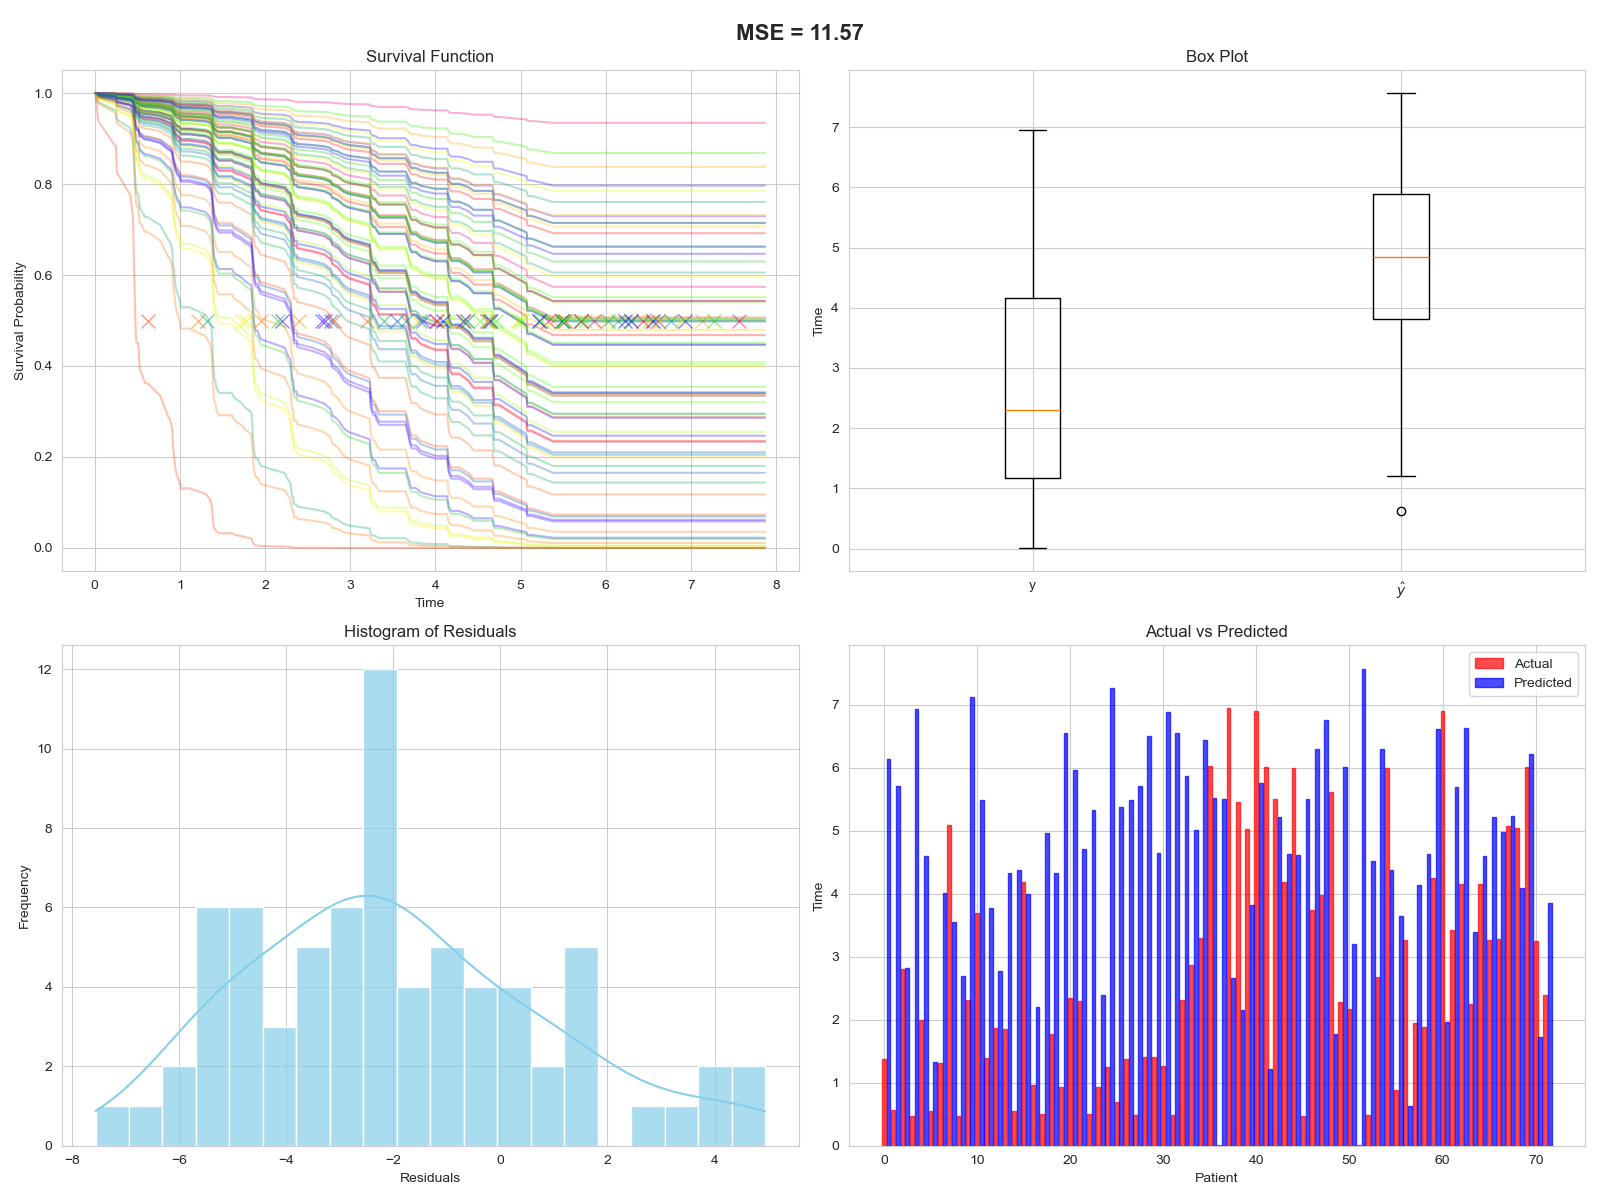 MSE = 11.57
Survival Function
Survival Probability
1.0
0.8
0.6
0.4
0.2
0.0
0 1 2 3 4 5 6 7 8
Time
Box Plot
Time
7
6
5
4
3
2
1
0
y ŷ
Histogram of Residuals
Frequency
12
10
8
6
4
2
0
−8 −6 −4 −2 0 2 4
Residuals
Actual vs Predicted
Actual
Predicted
Time
7
6
5
4
3
2
1
0
0 10 20 30 40 50 60 70
Patient